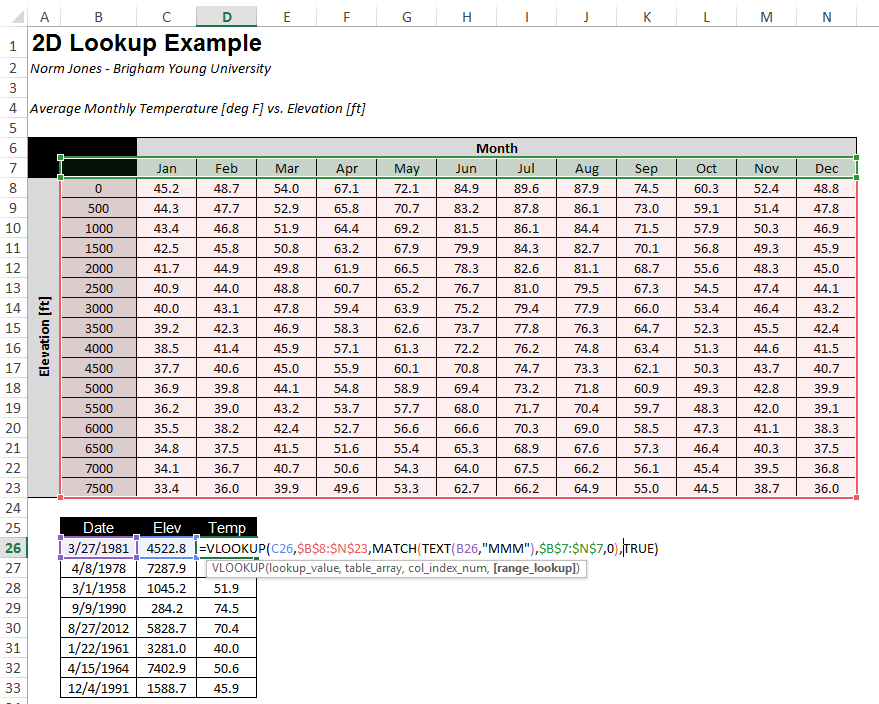 A B C D E F G H I J K L M N
1 2D Lookup Example
2 Norm Jones - Brigham Young University
3
4 Average Monthly Temperature [deg F] vs. Elevation [ft]
5
6 Month
7 Jan Feb Mar Apr May Jun Jul Aug Sep Oct Nov Dec
8 0 45.2 48.7 54.0 67.1 72.1 84.9 89.6 87.9 74.5 60.3 52.4 48.8
9 500 44.3 47.7 52.9 65.8 70.7 83.2 87.8 86.1 73.0 59.1 51.4 47.8
10 1000 43.4 46.8 51.9 64.4 69.2 81.5 86.1 84.4 71.5 57.9 50.3 46.9
11 1500 42.5 45.8 50.8 63.2 67.9 79.9 84.3 82.7 70.1 56.8 49.3 45.9
12 2000 41.7 44.9 49.8 61.9 66.5 78.3 82.6 81.1 68.7 55.6 48.3 45.0
13 2500 40.9 44.0 48.8 60.7 65.2 76.7 81.0 79.5 67.3 54.5 47.4 44.1
14 3000 40.0 43.1 47.8 59.4 63.9 75.2 79.4 77.9 66.0 53.4 46.4 43.2
15 3500 39.2 42.3 46.9 58.3 62.6 73.7 77.8 76.3 64.7 52.3 45.5 42.4
16 4000 38.5 41.4 45.9 57.1 61.3 72.2 76.2 74.8 63.4 51.3 44.6 41.5
17 4500 37.7 40.6 45.0 55.9 60.1 70.8 74.7 73.3 62.1 50.3 43.7 40.7
18 5000 36.9 39.8 44.1 54.8 58.9 69.4 73.2 71.8 60.9 49.3 42.8 39.9
19 5500 36.2 39.0 43.2 53.7 57.7 68.0 71.7 70.4 59.7 48.3 42.0 39.1
20 6000 35.5 38.2 42.4 52.7 56.6 66.6 70.3 69.0 58.5 47.3 41.1 38.3
21 6500 34.8 37.5 41.5 51.6 55.4 65.3 68.9 67.6 57.3 46.4 40.3 37.5
22 7000 34.1 36.7 40.7 50.6 54.3 64.0 67.5 66.2 56.1 45.4 39.5 36.8
23 7500 33.4 36.0 39.9 49.6 53.3 62.7 66.2 64.9 55.0 44.5 38.7 36.0
Elevation [ft]
24
25 Date Elev Temp
26 3/27/1981 4522.8 =VLOOKUP(C26,$B$8:$N$23,MATCH(TEXT(B26,"MMM"),$B$7:$N$7,0),TRUE)
27 4/8/1978 7287.9 VLOOKUP(lookup_value, table_array, col_index_num, [range_lookup])
28 3/1/1958 1045.2 51.9
29 9/9/1990 284.2 74.5
30 8/27/2012 5828.7 70.4
31 1/22/1961 3281.0 40.0
32 4/15/1964 7402.9 50.6
33 12/4/1991 1588.7 45.9